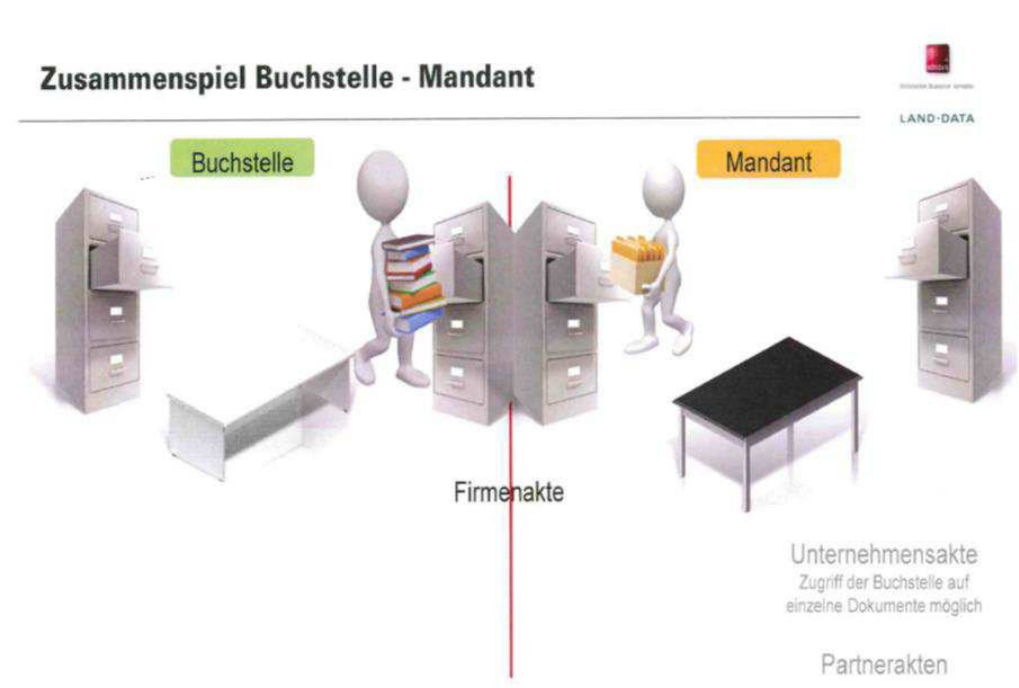 Zusammenspiel Buchstelle - Mandant
LAND-DATA
Buchstelle
Mandant
Firmenakte
Unternehmensakte
Zugriff der Buchstelle auf
einzelne Dokumente möglich
Partnerakten